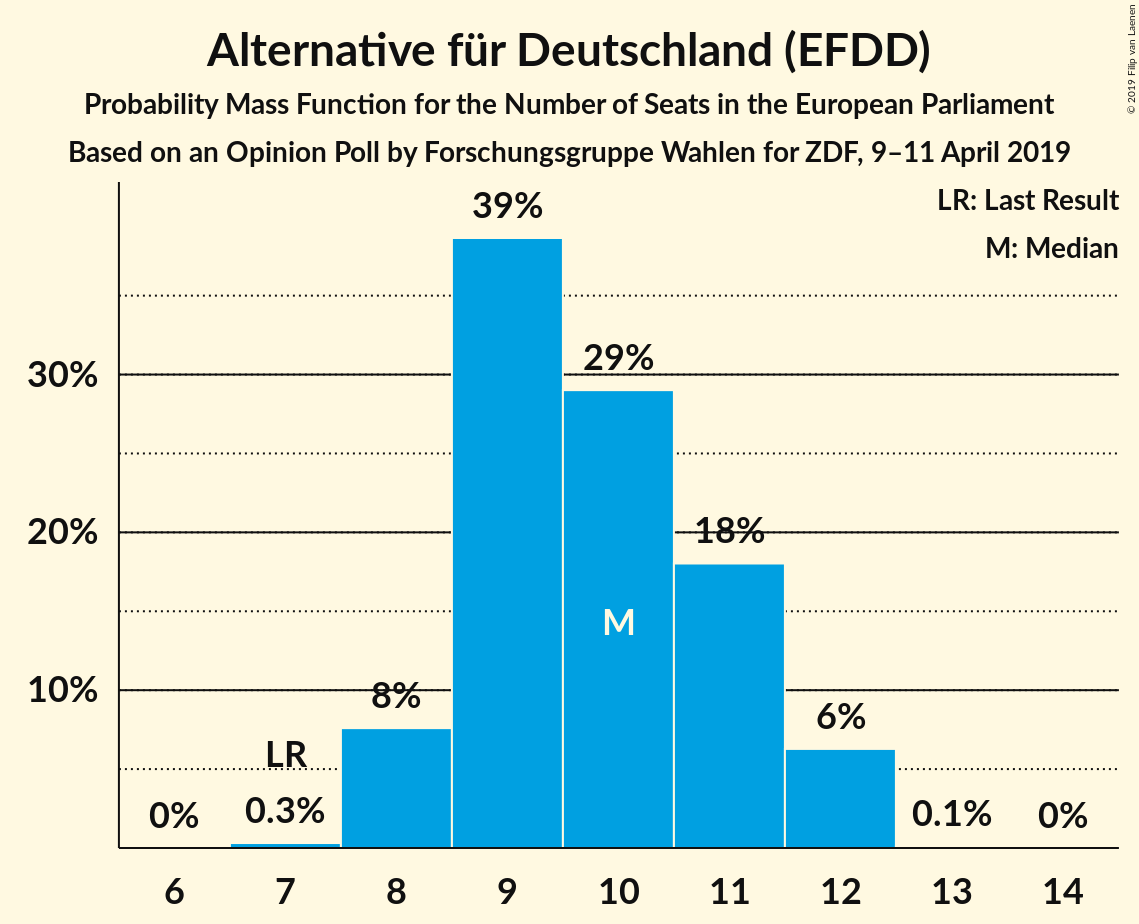 Alternative für Deutschland (EFDD)
Probability Mass Function for the Number of Seats in the European Parliament
Based on an Opinion Poll by Forschungsgruppe Wahlen for ZDF, 9–11 April 2019
© 2019 Filip van Laenen
LR: Last Result
M: Median
39%
30%
29%
20%
18%
M
10%
8%
6%
LR
0%
0.3%
0.1%
0%
6 7 8 9 10 11 12 13 14